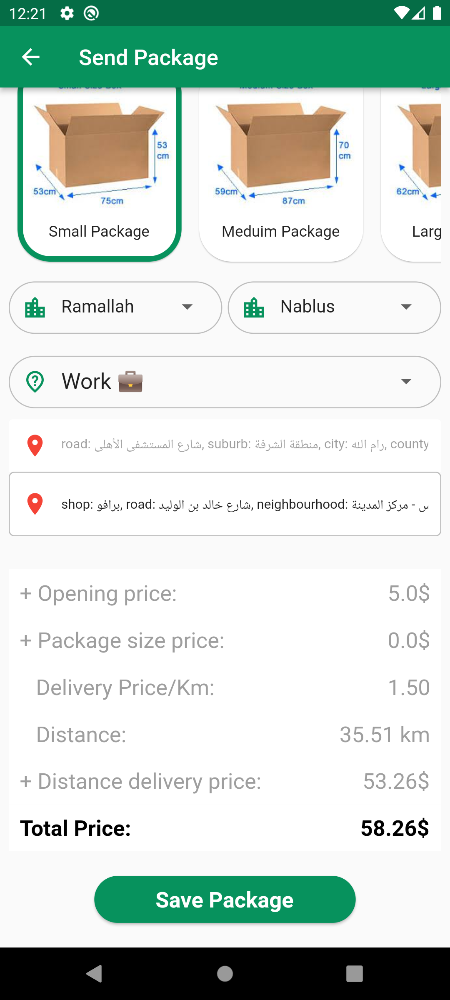 12:21
Send Package
53 cm
53cm
75cm
70 cm
59cm
87cm
62cm
Small Package
Meduim Package
Larg
Ramallah
Nablus
Work
road: شارع المستشفى الأهلى, suburb: منطقة الشرفة, city: رام الله, county
shop: برافو, road: شارع خالد بن الوليد, neighbourhood: س - مركز المدينة
+ Opening price: 5.0$
+ Package size price: 0.0$
Delivery Price/Km: 1.50
Distance: 35.51 km
+ Distance delivery price: 53.26$
Total Price: 58.26$
Save Package